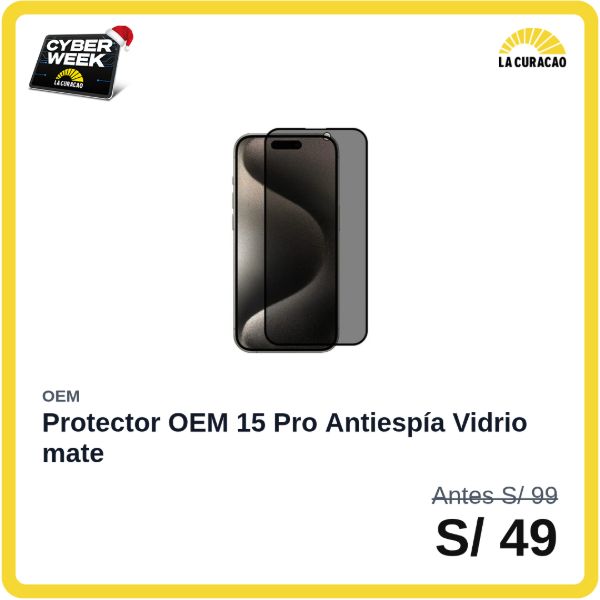 CYBER
WEEK
LA CURACAO
LA CURACAO
OEM
Protector OEM 15 Pro Antiespía Vidrio
mate
Antes S/ 99
S/ 49